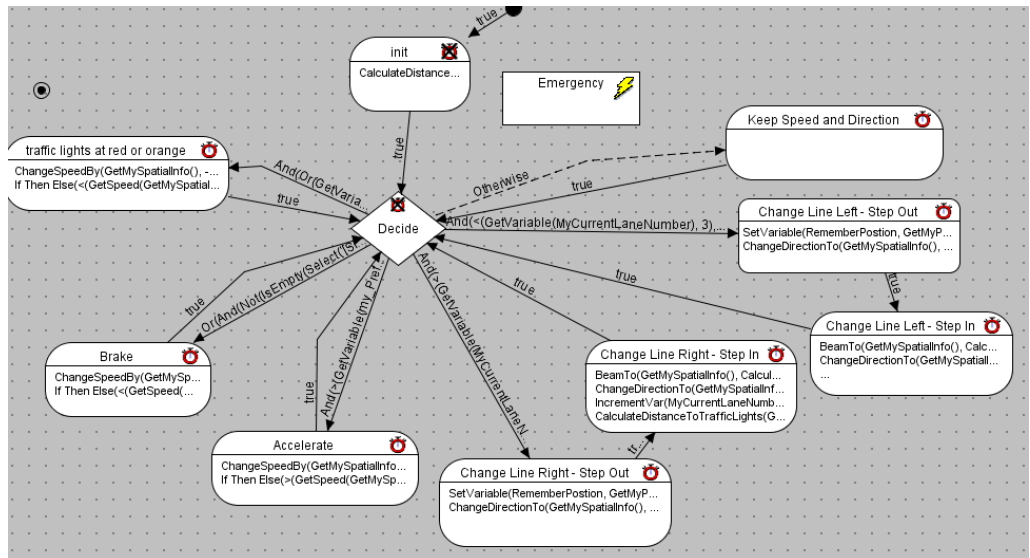 true
init
CalculateDistance...
Emergency
Keep Speed and Direction
true
traffic lights at red or orange
ChangeSpeedBy(GetMySpatialInfo(), -...
If Then Else(<(GetSpeed(GetMySpatial...
And(Or(GetVaria...
true
Otherwise
true
Decide
And(<(GetVariable(MyCurrentLaneNumber), 3),...
Change Line Left - Step Out
SetVariable(RememberPostion, GetMyP...
ChangeDirectionTo(GetMySpatialInfo(), ...
true
Or(And(Not(IsEmpty(Select(IS...
And(>(GetVariable(my_Pref...
And(>(GetVariable(MyCurrentLaneN...
true
true
true
Change Line Left - Step In
BeamTo(GetMySpatialInfo(), Calc...
ChangeDirectionTo(GetMySpatialI...
...
Brake
ChangeSpeedBy(GetMySp...
If Then Else(<(GetSpeed(...
Change Line Right - Step In
BeamTo(GetMySpatialInfo(), Calcul...
ChangeDirectionTo(GetMySpatialInf...
IncrementVar(MyCurrentLaneNumb...
CalculateDistanceToTrafficLights(G...
true
tr...
Accelerate
ChangeSpeedBy(GetMySpatialInfo...
If Then Else(>(GetSpeed(GetMySp...
Change Line Right - Step Out
SetVariable(RememberPostion, GetMyP...
ChangeDirectionTo(GetMySpatialInfo(), ...